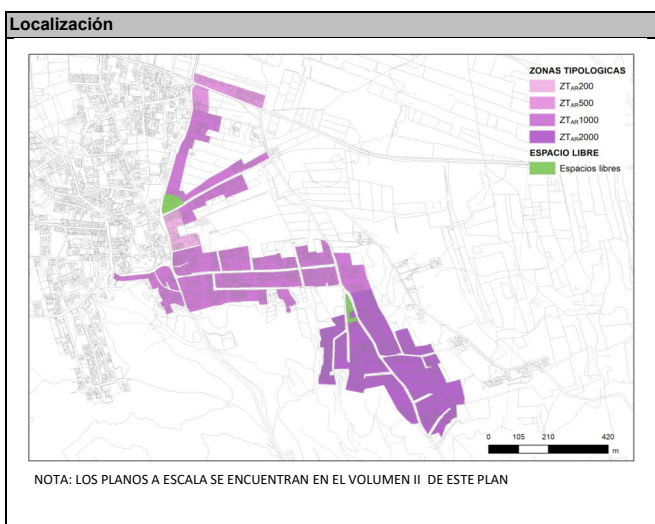 Localización
ZONAS TIPOLOGICAS
ZTAR200
ZTAR500
ZTAR1000
ZTAR2000
ESPACIO LIBRE
Espacios libres
0 105 210 420
m
NOTA: LOS PLANOS A ESCALA SE ENCUENTRAN EN EL VOLUMEN II DE ESTE PLAN